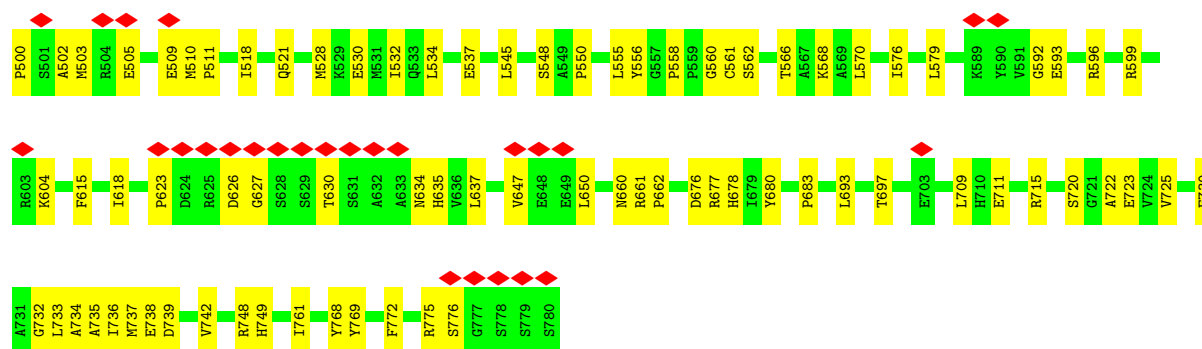 P500 S501 A502 M503 R504 E505 E509 M510 P511 I518 Q521 M528 K529 E530 M531 I532 Q533 L534 E537 L545 S548 A549 P550 L555 Y556 G557 P558 P559 G560 C561 S562 T566 A567 K568 A569 L570 I576 L579 K589 Y590 V591 G592 E593 R596 R599
R603 K604 F615 I618 P623 D624 R625 D626 G627 S628 S629 T630 S631 A632 A633 N634 H635 V636 L637 V647 E648 E649 L650 N660 R661 P662 D676 R677 H678 I679 Y680 P683 L693 T697 E703 L709 H710 E711 R715 S720 G721 A722 E723 V724 V725
A731 G732 L733 A734 A735 I736 M737 E738 D739 V742 R748 H749 I761 Y768 Y769 F772 R775 S776 G777 S778 S779 S780